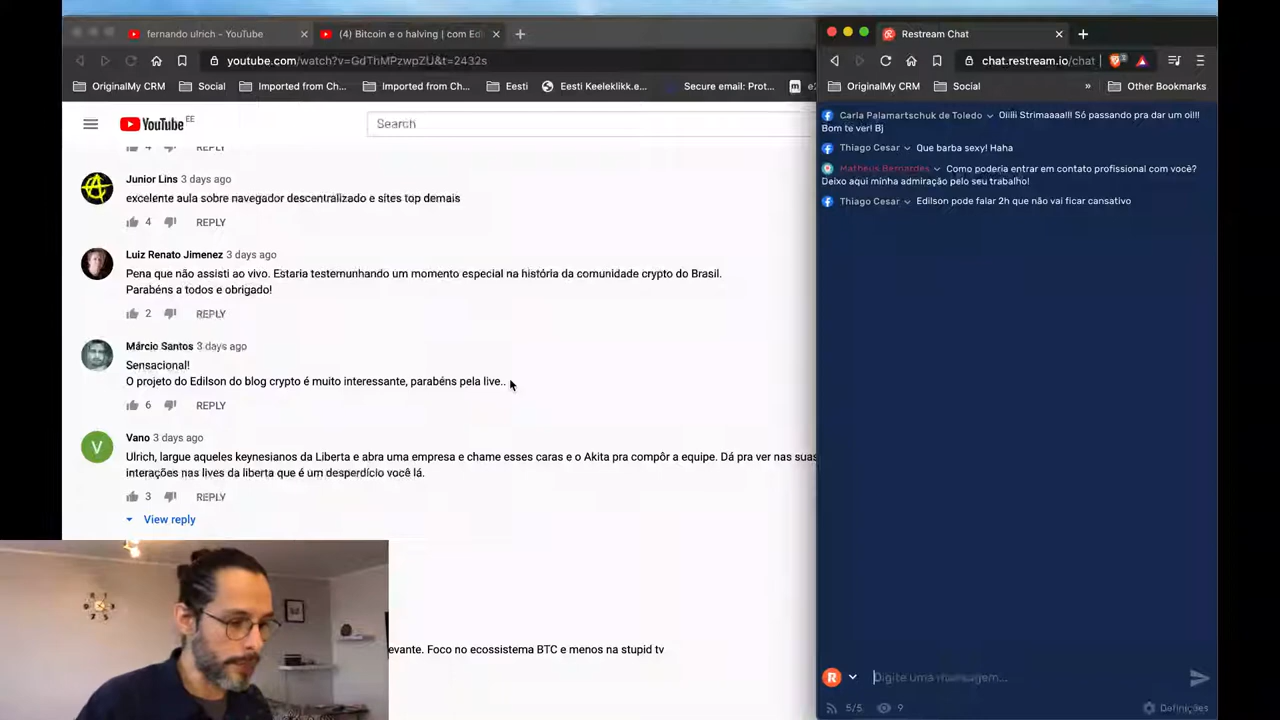 fernando ulrich - YouTube
(4) Bitcoin e o halving | com Ed
youtube.com/watch?v=GdThMPzwpZU&t=2432s
OriginalMy CRM
Social
Imported from Ch...
Imported from Ch...
Eesti
Eesti Keeleklikk.e...
Secure email: Prot...
YouTube EE
Search
4
REPLY
Junior Lins 3 days ago
excelente aula sobre navegador descentralizado e sites top demais
4
REPLY
Luiz Renato Jimenez 3 days ago
Pena que não assisti ao vivo. Estaria testemunhando um momento especial na história da comunidade crypto do Brasil.
Parabéns a todos e obrigado!
2
REPLY
Márcio Santos 3 days ago
Sensacional!
O projeto do Edilson do blog crypto é muito interessante, parabéns pela live..
6
REPLY
V
Vano 3 days ago
Ulrich, largue aqueles keynesianos da Liberta e abra uma empresa e chame esses caras e o Akita pra compôr a equipe. Dá pra ver nas suas
interações nas lives da liberta que é um desperdício você lá.
3
REPLY
View reply
evante. Foco no ecossistema BTC e menos na stupid tv
Restream Chat
chat.restream.io/chat
OriginalMy CRM
Social
»
Other Bookmarks
Carla Palamartschuk de Toledo Oiiiii Strimaaaa!!! Só passando pra dar um oi!!!
Bom te ver! Bj
Thiago Cesar Que barba sexy! Haha
Matheus Bernardes Como poderia entrar em contato profissional com você?
Deixo aqui minha admiração pelo seu trabalho!
Thiago Cesar Edilson pode falar 2h que não vai ficar cansativo
R
Digite uma mensagem...
5/5
9
Definições